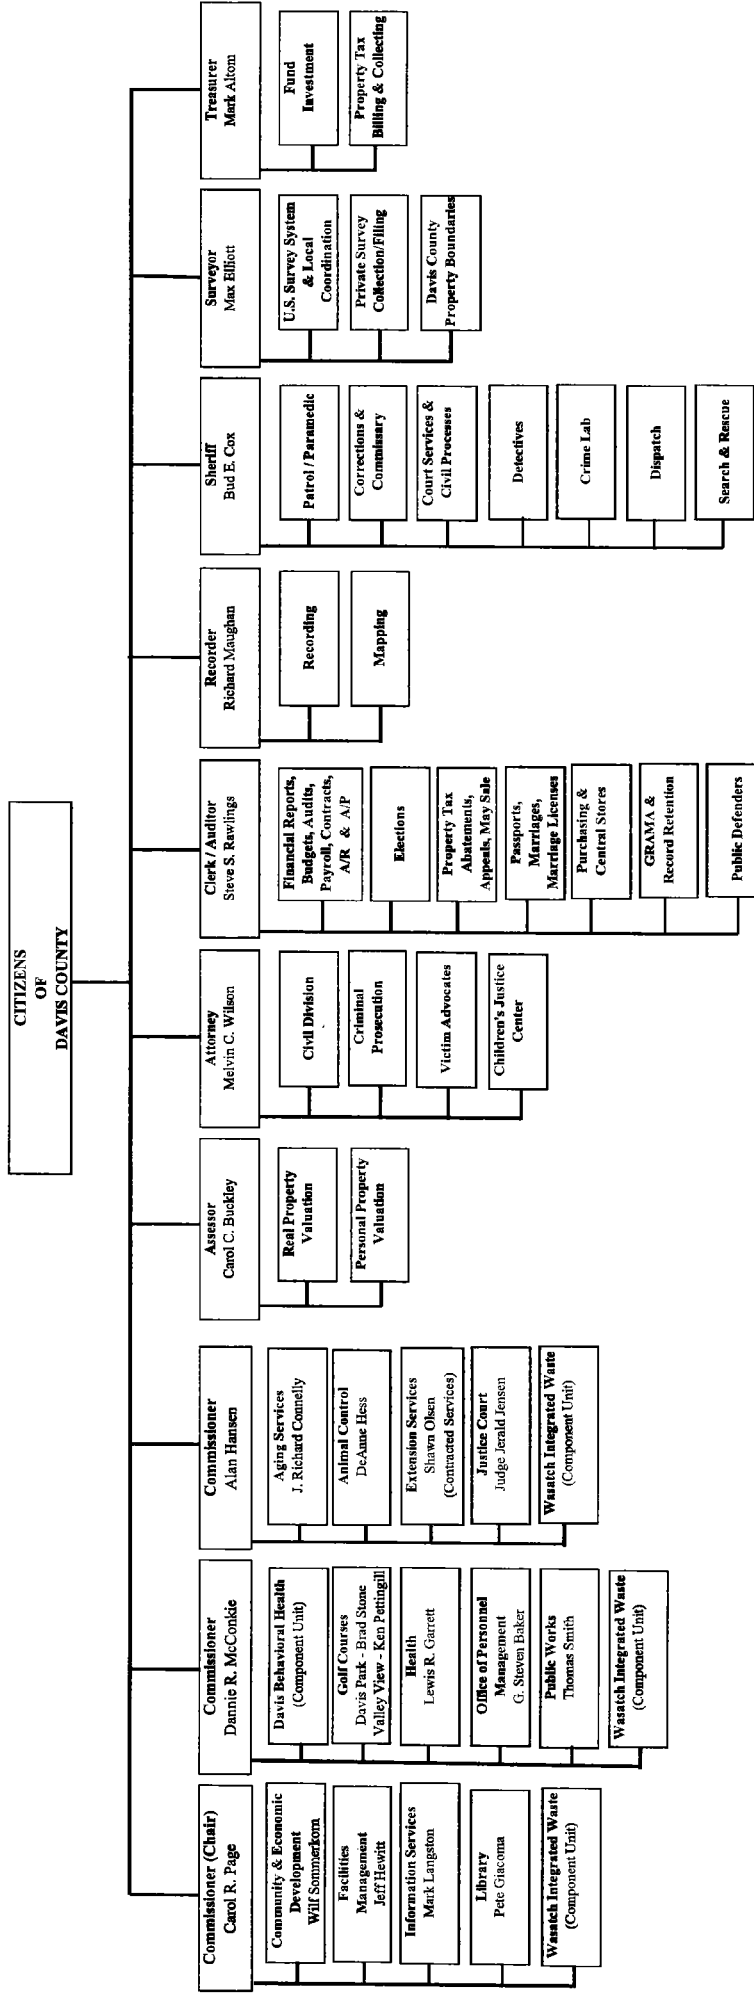 CITIZENS
OF
DAVIS COUNTY
Commissioner (Chair)
Carol R. Page
Community & Economic
Development
Wilf Sommerkorn
Facilities
Management
Jeff Hewitt
Information Services
Mark Langston
Library
Pete Giacoma
Wasatch Integrated Waste
(Component Unit)
Commissioner
Dannie R. McConkie
Davis Behavioral Health
(Component Unit)
Golf Courses
Davis Park - Brad Stone
Valley View - Ken Pettingill
Health
Lewis R. Garrett
Office of Personnel
Management
G. Steven Baker
Public Works
Thomas Smith
Wasatch Integrated Waste
(Component Unit)
Commissioner
Alan Hansen
Aging Services
J. Richard Connelly
Animal Control
DeAnne Hess
Extension Services
Shawn Olsen
(Contracted Services)
Justice Court
Judge Jerald Jensen
Wasatch Integrated Waste
(Component Unit)
Assessor
Carol C. Buckley
Real Property
Valuation
Personal Property
Valuation
Attorney
Melvin C. Wilson
Civil Division
Criminal
Prosecution
Victim Advocates
Children's Justice
Center
Clerk / Auditor
Steve S. Rawlings
Financial Reports,
Budgets, Audits,
Payroll, Contracts,
A/R & A/P
Elections
Property Tax
Abatements,
Appeals, May Sale
Passports,
Marriages,
Marriage Licenses
Purchasing &
Central Stores
GRAMA &
Record Retention
Public Defenders
Recorder
Richard Maughan
Recording
Mapping
Sheriff
Bud E. Cox
Patrol / Paramedic
Corrections &
Commissary
Court Services &
Civil Processes
Detectives
Crime Lab
Dispatch
Search & Rescue
Surveyor
Max Elliott
U.S. Survey System
& Local
Coordination
Private Survey
Collection/Filing
Davis County
Property Boundaries
Treasurer
Mark Altom
Fund
Investment
Property Tax
Billing & Collecting